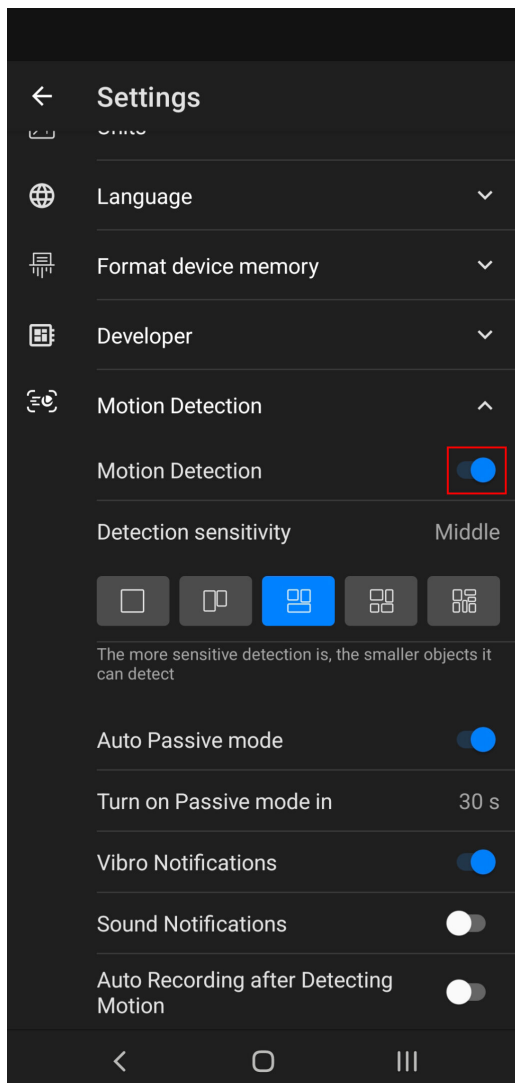 Settings
Language
Format device memory
Developer
Motion Detection
Motion Detection
Detection sensitivity Middle
The more sensitive detection is, the smaller objects it
can detect
Auto Passive mode
Turn on Passive mode in 30 s
Vibro Notifications
Sound Notifications
Auto Recording after Detecting
Motion